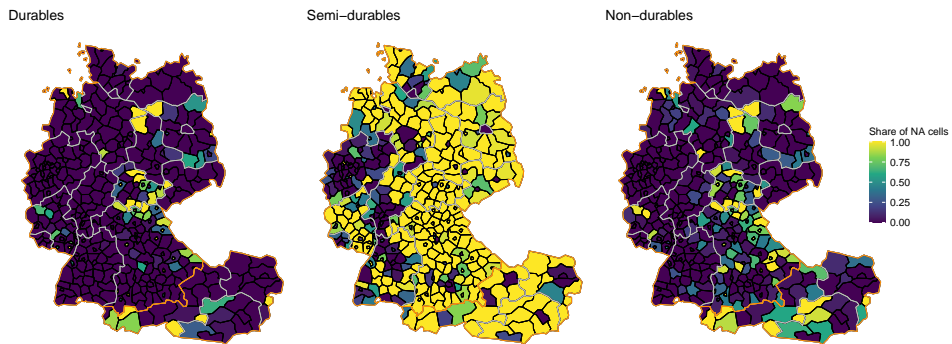 Durables
Semi−durables
Non−durables
Share of NA cells
1.00
0.75
0.50
0.25
0.00